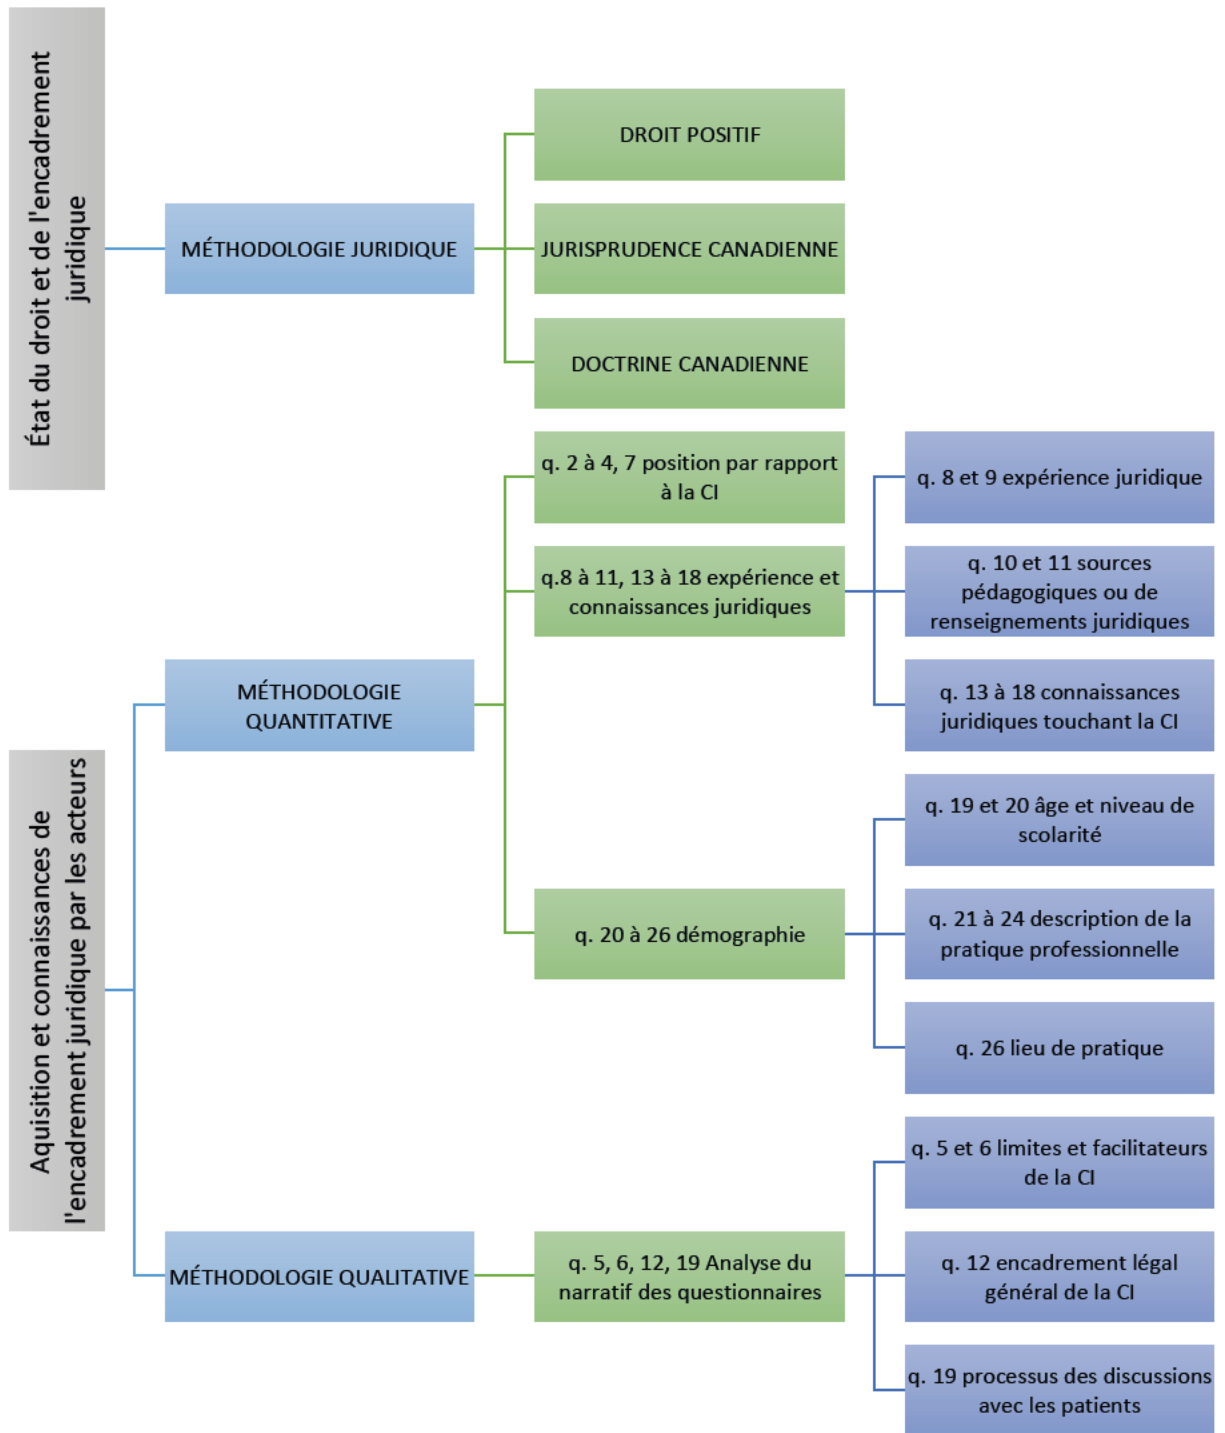 État du droit et de l'encadrement
juridique
MÉTHODOLOGIE JURIDIQUE
DROIT POSITIF
JURISPRUDENCE CANADIENNE
DOCTRINE CANADIENNE
Aquisition et connaissances de
l'encadrement juridique par les acteurs
MÉTHODOLOGIE
QUANTITATIVE
q. 2 à 4, 7 position par rapport
à la CI
q.8 à 11, 13 à 18 expérience et
connaissances juridiques
q. 8 et 9 expérience juridique
q. 10 et 11 sources
pédagogiques ou de
renseignements juridiques
q. 13 à 18 connaissances
juridiques touchant la CI
q. 20 à 26 démographie
q. 19 et 20 âge et niveau de
scolarité
q. 21 à 24 description de la
pratique professionnelle
q. 26 lieu de pratique
MÉTHODOLOGIE QUALITATIVE
q. 5, 6, 12, 19 Analyse du
narratif des questionnaires
q. 5 et 6 limites et facilitateurs
de la CI
q. 12 encadrement légal
général de la CI
q. 19 processus des discussions
avec les patients